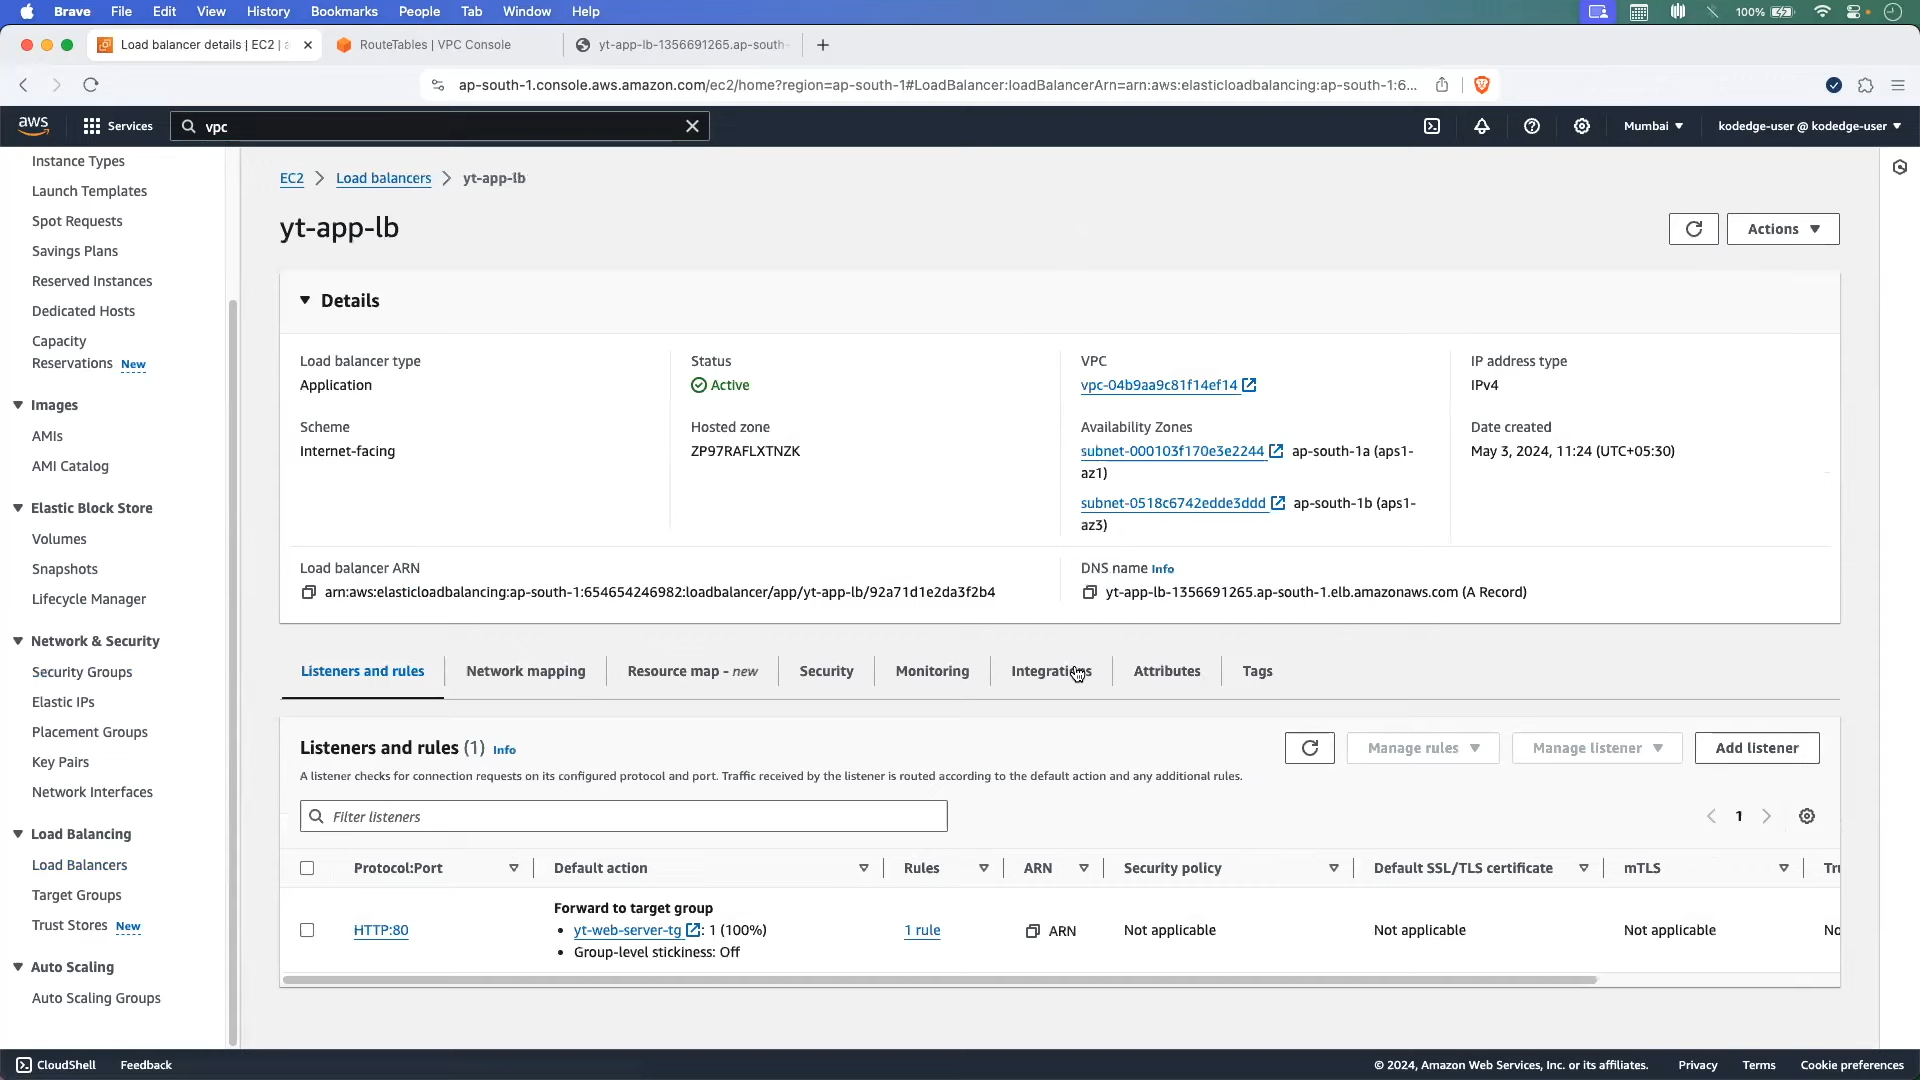 Brave File Edit View History Bookmarks People Tab Window Help 100%
Load balancer details | EC2 | a
RouteTables | VPC Console
yt-app-lb-1356691265.ap-south-
ap-south-1.console.aws.amazon.com/ec2/home?region=ap-south-1#LoadBalancer:loadBalancerArn=arn:aws:elasticloadbalancing:ap-south-1:6...
aws Services vpc Mumbai kodedge-user @ kodedge-user
Instance Types
Launch Templates
Spot Requests
Savings Plans
Reserved Instances
Dedicated Hosts
Capacity
Reservations New
Images
AMIs
AMI Catalog
Elastic Block Store
Volumes
Snapshots
Lifecycle Manager
Network & Security
Security Groups
Elastic IPs
Placement Groups
Key Pairs
Network Interfaces
Load Balancing
Load Balancers
Target Groups
Trust Stores New
Auto Scaling
Auto Scaling Groups
EC2 > Load balancers > yt-app-lb
yt-app-lb
Actions
Details
Load balancer type
Application
Status
Active
VPC
vpc-04b9aa9c81f14ef14
IP address type
IPv4
Scheme
Internet-facing
Hosted zone
ZP97RAFLXTNZK
Availability Zones
subnet-000103f170e3e2244 ap-south-1a (aps1-
az1)
subnet-0518c6742edde3ddd ap-south-1b (aps1-
az3)
Date created
May 3, 2024, 11:24 (UTC+05:30)
Load balancer ARN
arn:aws:elasticloadbalancing:ap-south-1:654654246982:loadbalancer/app/yt-app-lb/92a71d1e2da3f2b4
DNS name Info
yt-app-lb-1356691265.ap-south-1.elb.amazonaws.com (A Record)
Listeners and rules Network mapping Resource map - new Security Monitoring Integrations Attributes Tags
Listeners and rules (1) Info
Manage rules Manage listener Add listener
A listener checks for connection requests on its configured protocol and port. Traffic received by the listener is routed according to the default action and any additional rules.
Filter listeners
1
Protocol:Port Default action Rules ARN Security policy Default SSL/TLS certificate mTLS Tru
Forward to target group
HTTP:80 • yt-web-server-tg : 1 (100%) 1 rule ARN Not applicable Not applicable Not applicable No
• Group-level stickiness: Off
CloudShell Feedback © 2024, Amazon Web Services, Inc. or its affiliates. Privacy Terms Cookie preferences